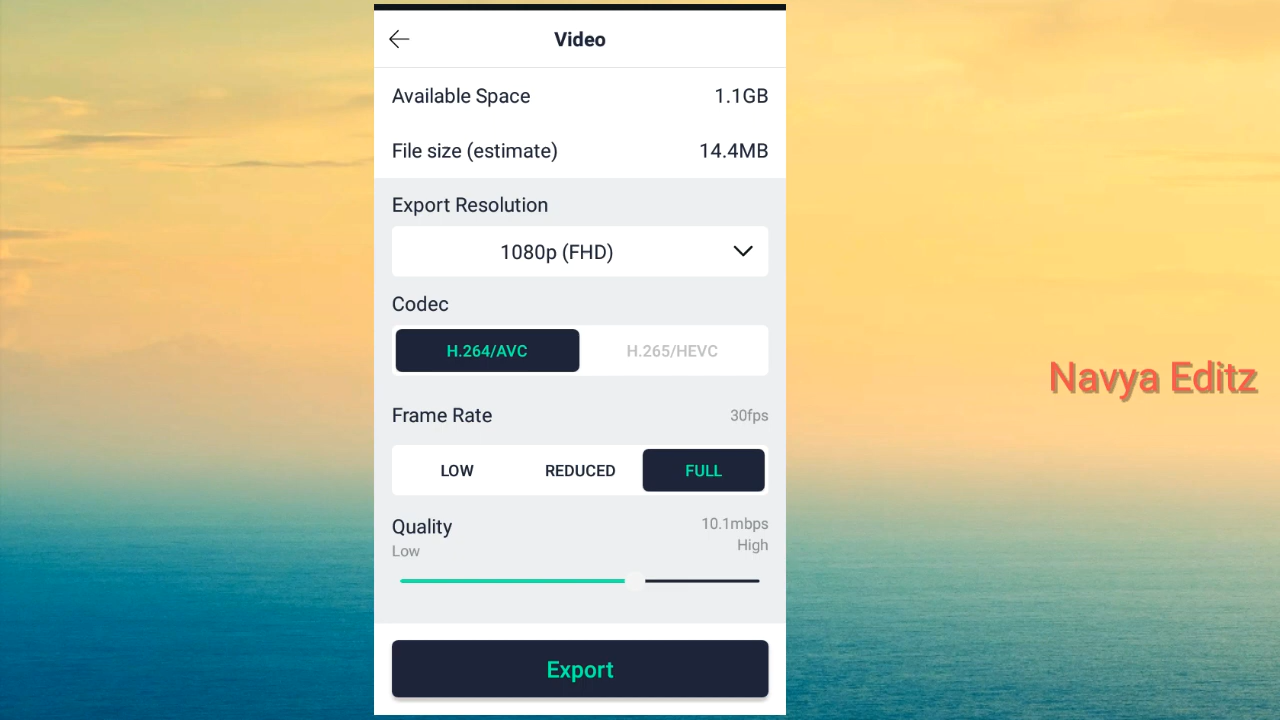 Video
Available Space 1.1GB
File size (estimate) 14.4MB
Export Resolution
1080p (FHD)
Codec
H.264/AVC H.265/HEVC
Frame Rate 30fps
LOW REDUCED FULL
Quality 10.1mbps
Low High
Export
Navya Editz